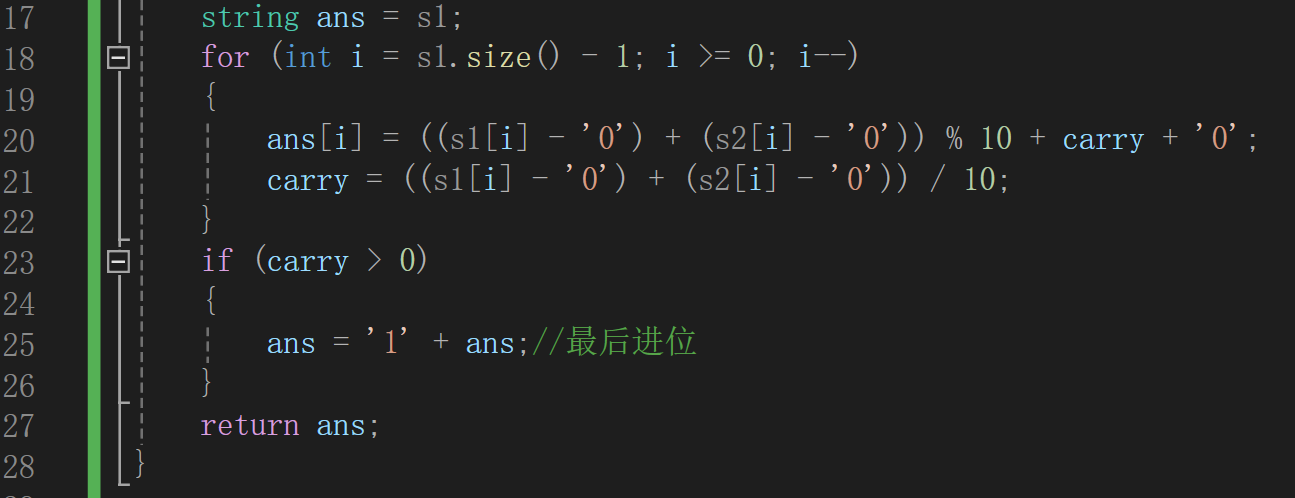 17 string ans = s1;
18 for (int i = s1.size() - 1; i >= 0; i--)
19 {
20 ans[i] = ((s1[i] - '0') + (s2[i] - '0')) % 10 + carry + '0';
21 carry = ((s1[i] - '0') + (s2[i] - '0')) / 10;
22 }
23 if (carry > 0)
24 {
25 ans = '1' + ans;//最后进位
26 }
27 return ans;
28 }